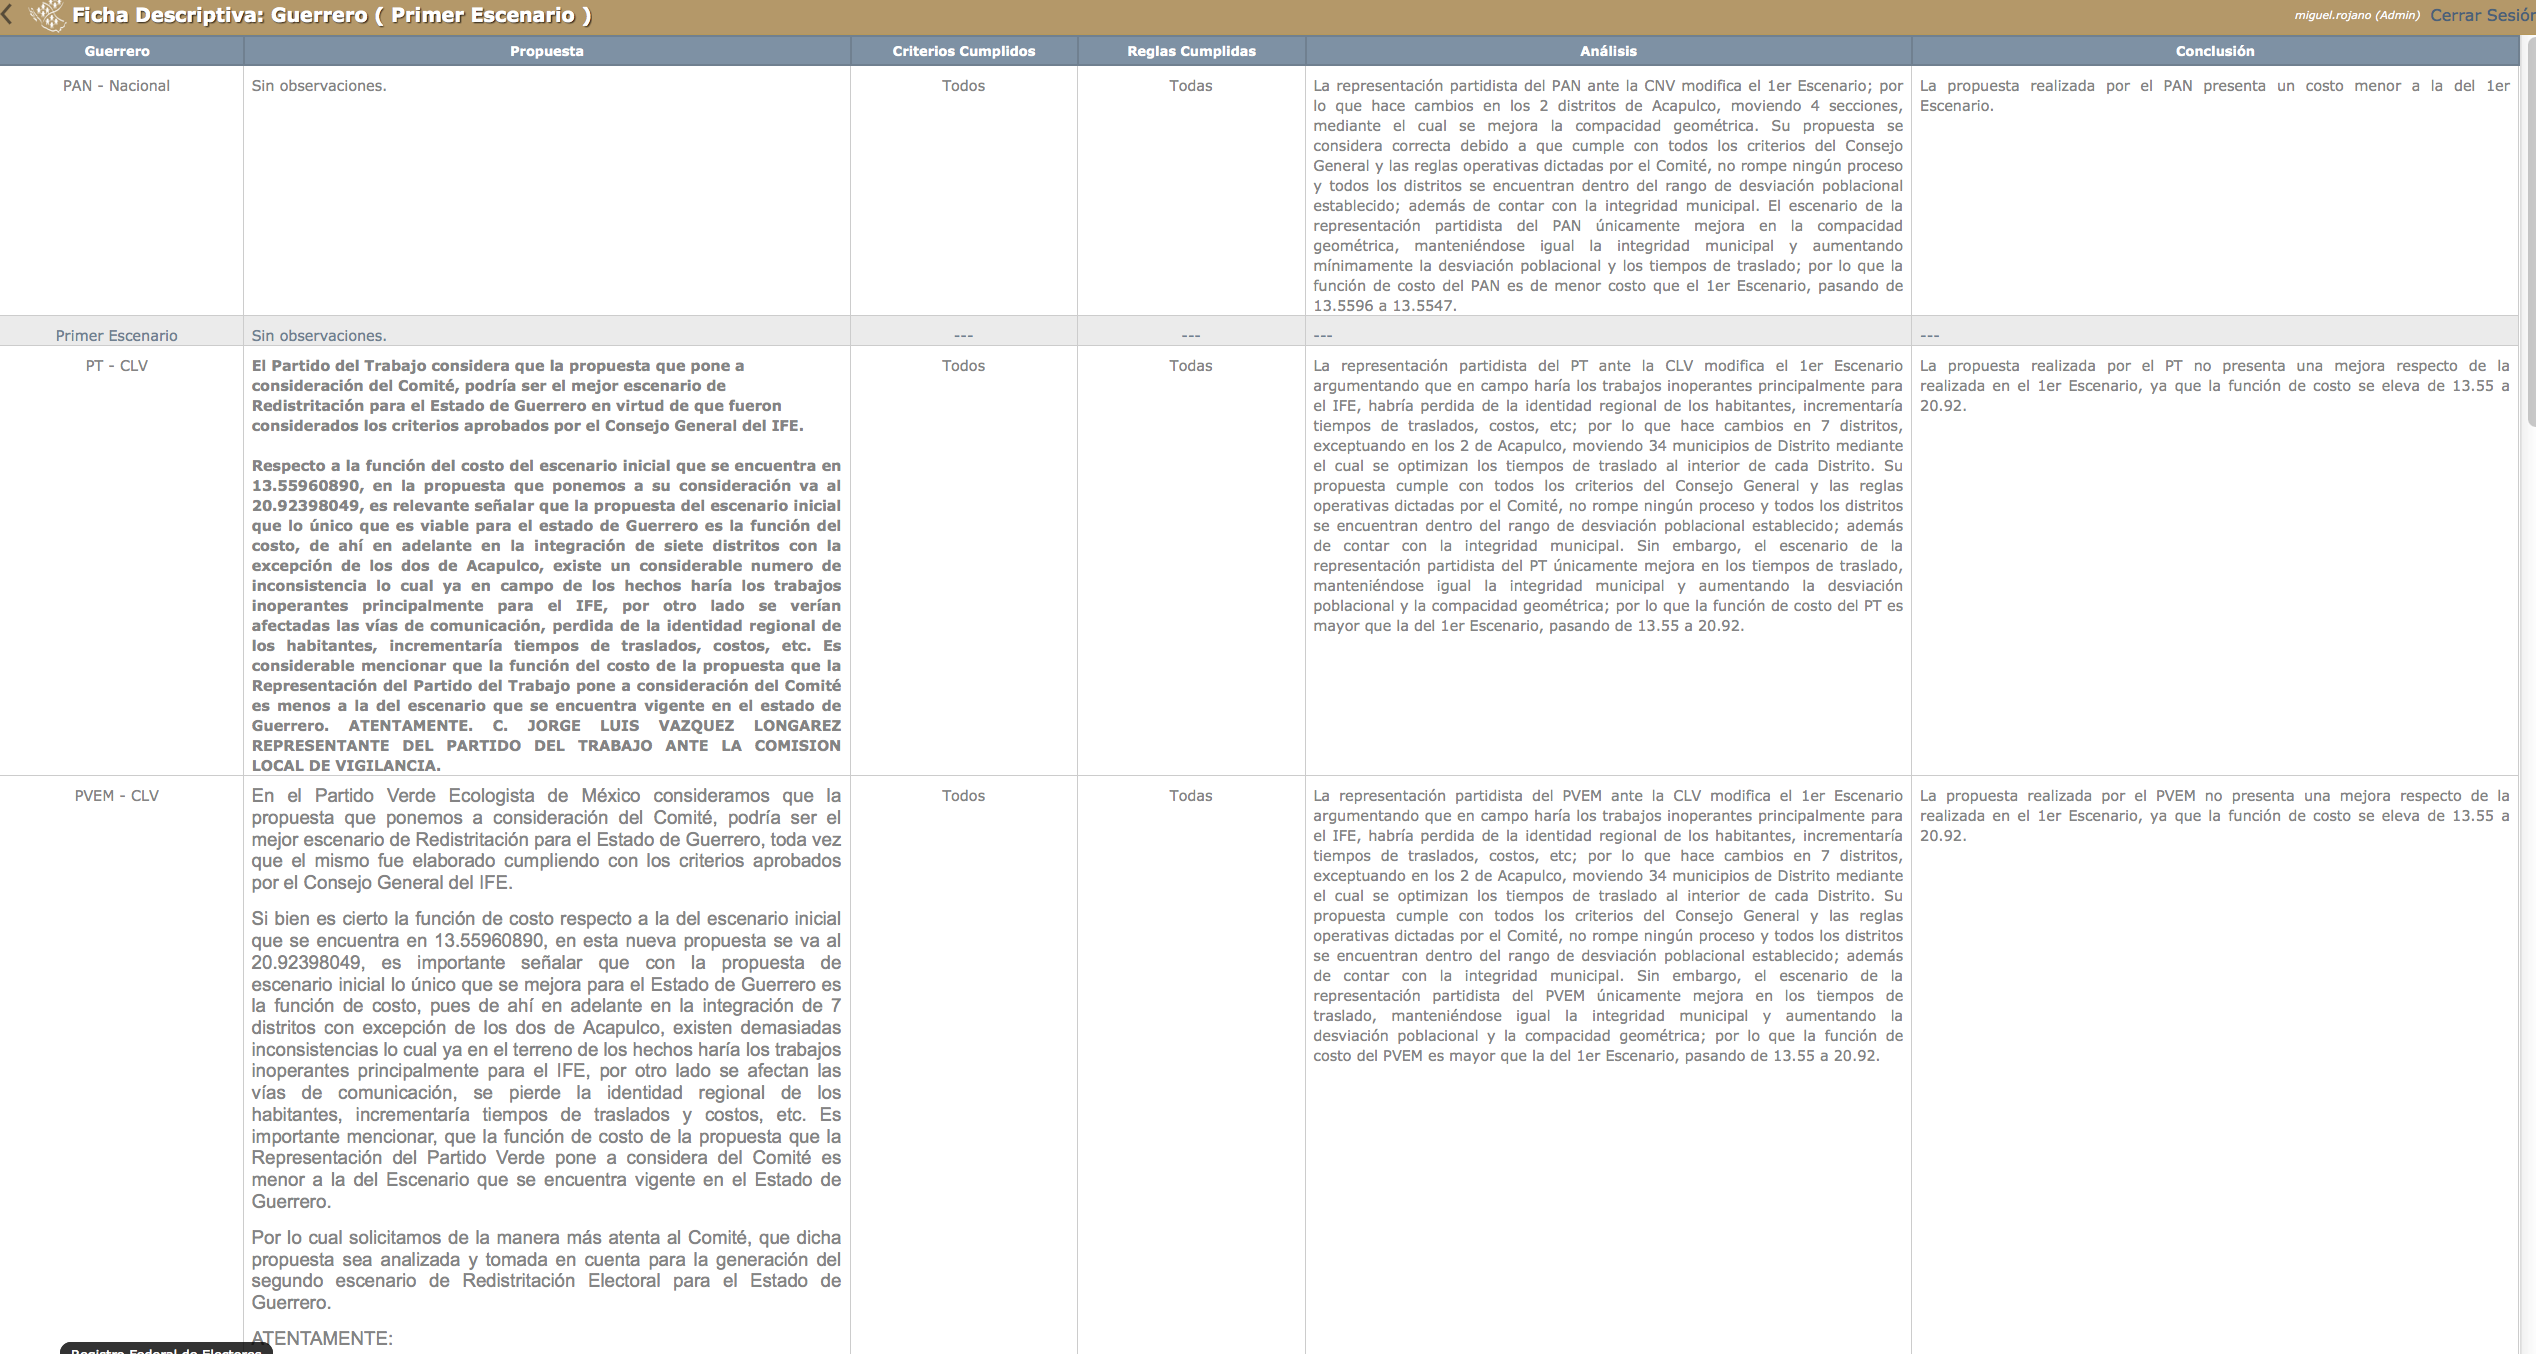 Ficha Descriptiva: Guerrero ( Primer Escenario )
miguel.rojano (Admin) Cerrar Sesión
Guerrero Propuesta Criterios Cumplidos Reglas Cumplidas Análisis Conclusión
PAN - Nacional
Sin observaciones.
Todos
Todas
La representación partidista del PAN ante la CNV modifica el 1er Escenario; por
lo que hace cambios en los 2 distritos de Acapulco, moviendo 4 secciones,
mediante el cual se mejora la compacidad geométrica. Su propuesta se
considera correcta debido a que cumple con todos los criterios del Consejo
General y las reglas operativas dictadas por el Comité, no rompe ningún proceso
y todos los distritos se encuentran dentro del rango de desviación poblacional
establecido; además de contar con la integridad municipal. El escenario de la
representación partidista del PAN únicamente mejora en la compacidad
geométrica, manteniéndose igual la integridad municipal y aumentando
mínimamente la desviación poblacional y los tiempos de traslado; por lo que la
función de costo del PAN es de menor costo que el 1er Escenario, pasando de
13.5596 a 13.5547.
La propuesta realizada por el PAN presenta un costo menor a la del 1er
Escenario.
Primer Escenario
Sin observaciones.
---
---
---
---
PT - CLV
El Partido del Trabajo considera que la propuesta que pone a
consideración del Comité, podría ser el mejor escenario de
Redistritación para el Estado de Guerrero en virtud de que fueron
considerados los criterios aprobados por el Consejo General del IFE.
Respecto a la función del costo del escenario inicial que se encuentra en
13.55960890, en la propuesta que ponemos a su consideración va al
20.92398049, es relevante señalar que la propuesta del escenario inicial
que lo único que es viable para el estado de Guerrero es la función del
costo, de ahí en adelante en la integración de siete distritos con la
excepción de los dos de Acapulco, existe un considerable numero de
inconsistencia lo cual ya en campo de los hechos haría los trabajos
inoperantes principalmente para el IFE, por otro lado se verían
afectadas las vías de comunicación, perdida de la identidad regional de
los habitantes, incrementaría tiempos de traslados, costos, etc. Es
considerable mencionar que la función del costo de la propuesta que la
Representación del Partido del Trabajo pone a consideración del Comité
es menos a la del escenario que se encuentra vigente en el estado de
Guerrero. ATENTAMENTE. C. JORGE LUIS VAZQUEZ LONGAREZ
REPRESENTANTE DEL PARTIDO DEL TRABAJO ANTE LA COMISION
LOCAL DE VIGILANCIA.
Todos
Todas
La representación partidista del PT ante la CLV modifica el 1er Escenario
argumentando que en campo haría los trabajos inoperantes principalmente para
el IFE, habría perdida de la identidad regional de los habitantes, incrementaría
tiempos de traslados, costos, etc; por lo que hace cambios en 7 distritos,
exceptuando en los 2 de Acapulco, moviendo 34 municipios de Distrito mediante
el cual se optimizan los tiempos de traslado al interior de cada Distrito. Su
propuesta cumple con todos los criterios del Consejo General y las reglas
operativas dictadas por el Comité, no rompe ningún proceso y todos los distritos
se encuentran dentro del rango de desviación poblacional establecido; además
de contar con la integridad municipal. Sin embargo, el escenario de la
representación partidista del PT únicamente mejora en los tiempos de traslado,
manteniéndose igual la integridad municipal y aumentando la desviación
poblacional y la compacidad geométrica; por lo que la función de costo del PT es
mayor que la del 1er Escenario, pasando de 13.55 a 20.92.
La propuesta realizada por el PT no presenta una mejora respecto de la
realizada en el 1er Escenario, ya que la función de costo se eleva de 13.55 a
20.92.
PVEM - CLV
En el Partido Verde Ecologista de México consideramos que la
propuesta que ponemos a consideración del Comité, podría ser el
mejor escenario de Redistritación para el Estado de Guerrero, toda vez
que el mismo fue elaborado cumpliendo con los criterios aprobados
por el Consejo General del IFE.
Si bien es cierto la función de costo respecto a la del escenario inicial
que se encuentra en 13.55960890, en esta nueva propuesta se va al
20.92398049, es importante señalar que con la propuesta de
escenario inicial lo único que se mejora para el Estado de Guerrero es
la función de costo, pues de ahí en adelante en la integración de 7
distritos con excepción de los dos de Acapulco, existen demasiadas
inconsistencias lo cual ya en el terreno de los hechos haría los trabajos
inoperantes principalmente para el IFE, por otro lado se afectan las
vías de comunicación, se pierde la identidad regional de los
habitantes, incrementaría tiempos de traslados y costos, etc. Es
importante mencionar, que la función de costo de la propuesta que la
Representación del Partido Verde pone a considera del Comité es
menor a la del Escenario que se encuentra vigente en el Estado de
Guerrero.
Por lo cual solicitamos de la manera más atenta al Comité, que dicha
propuesta sea analizada y tomada en cuenta para la generación del
segundo escenario de Redistritación Electoral para el Estado de
Guerrero.
ATENTAMENTE:
Todos
Todas
La representación partidista del PVEM ante la CLV modifica el 1er Escenario
argumentando que en campo haría los trabajos inoperantes principalmente para
el IFE, habría perdida de la identidad regional de los habitantes, incrementaría
tiempos de traslados, costos, etc; por lo que hace cambios en 7 distritos,
exceptuando en los 2 de Acapulco, moviendo 34 municipios de Distrito mediante
el cual se optimizan los tiempos de traslado al interior de cada Distrito. Su
propuesta cumple con todos los criterios del Consejo General y las reglas
operativas dictadas por el Comité, no rompe ningún proceso y todos los distritos
se encuentran dentro del rango de desviación poblacional establecido; además
de contar con la integridad municipal. Sin embargo, el escenario de la
representación partidista del PVEM únicamente mejora en los tiempos de
traslado, manteniéndose igual la integridad municipal y aumentando la
desviación poblacional y la compacidad geométrica; por lo que la función de
costo del PVEM es mayor que la del 1er Escenario, pasando de 13.55 a 20.92.
La propuesta realizada por el PVEM no presenta una mejora respecto de la
realizada en el 1er Escenario, ya que la función de costo se eleva de 13.55 a
20.92.
Registro Federal de Electores